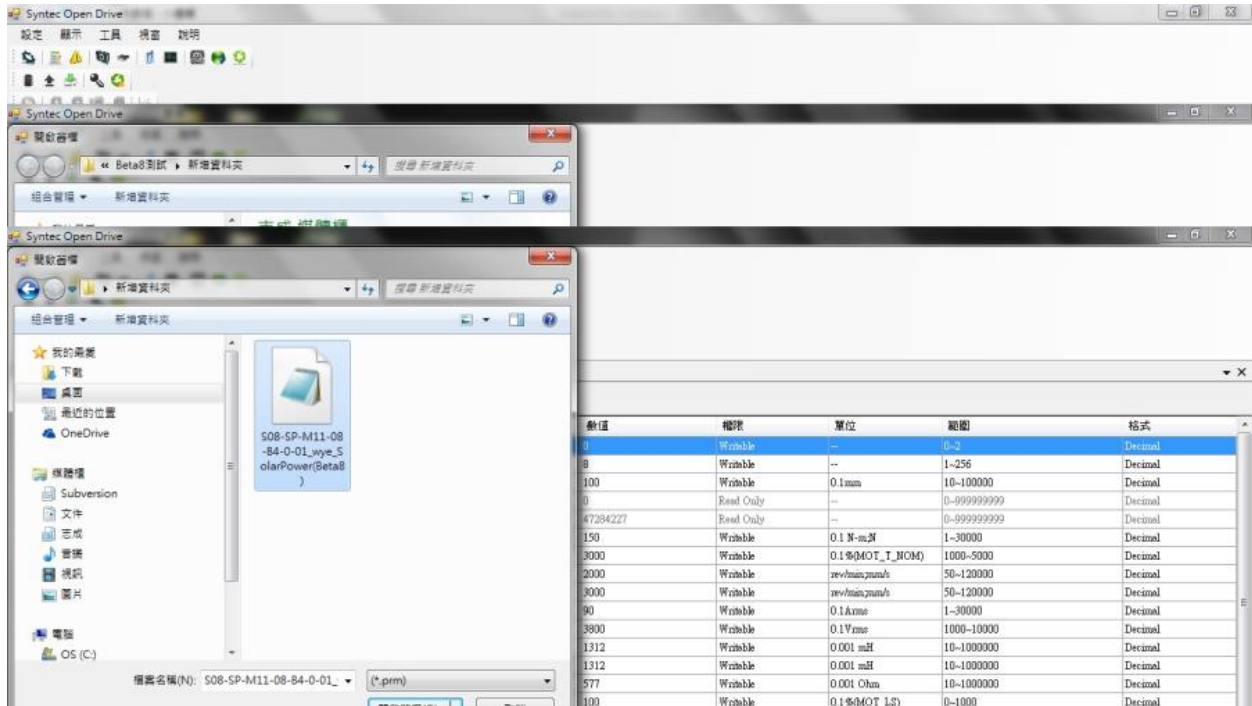 Syntec Open Drive
設定 顯示 工具 視窗 說明
Syntec Open Drive
開啟舊檔
« Beta8測試 ▸ 新增資料夾
搜尋 新增資料夾
組合管理 新增資料夾
Syntec Open Drive
開啟舊檔
▸ 新增資料夾
搜尋 新增資料夾
組合管理 新增資料夾
我的最愛
下載
桌面
最近的位置
OneDrive
媒體櫃
Subversion
文件
志成
音樂
視訊
圖片
電腦
OS (C:)
S08-SP-M11-08
-B4-0-01_wye_S
olarPower(Beta8
)
檔案名稱(N): S08-SP-M11-08-B4-0-01_ (*.prm)
數值 權限 單位 範圍 格式
0 Writable -- 0~2 Decimal
8 Writable -- 1~256 Decimal
100 Writable 0.1mm 10~100000 Decimal
0 Read Only -- 0~999999999 Decimal
47284227 Read Only -- 0~999999999 Decimal
150 Writable 0.1 N-m;N 1~30000 Decimal
3000 Writable 0.1%(MOT_T_NOM) 1000~5000 Decimal
2000 Writable rev/min;mm/s 50~120000 Decimal
3000 Writable rev/min;mm/s 50~120000 Decimal
90 Writable 0.1Arms 1~30000 Decimal
3800 Writable 0.1Vrms 1000~10000 Decimal
1312 Writable 0.001 mH 10~1000000 Decimal
1312 Writable 0.001 mH 10~1000000 Decimal
577 Writable 0.001 Ohm 10~1000000 Decimal
100 Writable 0.1%(MOT_LS) 0~1000 Decimal